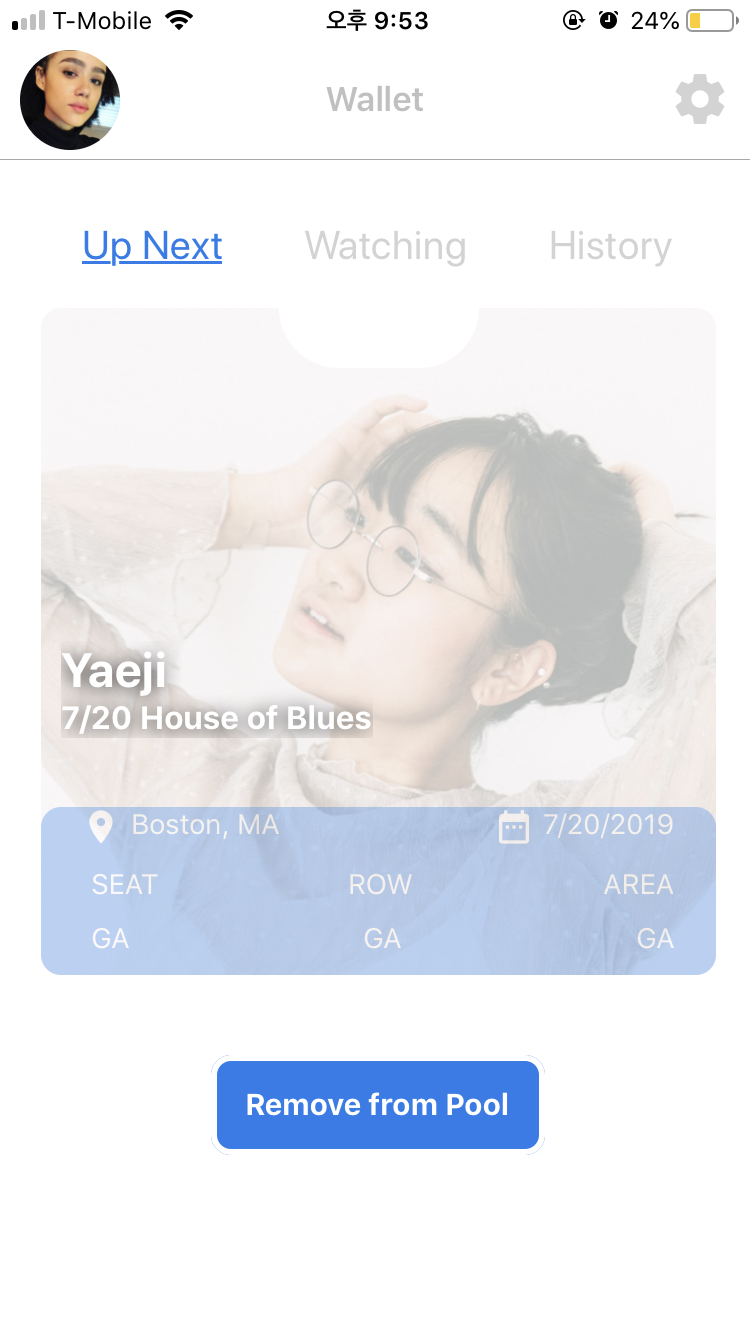 T-Mobile 오후 9:53 24%
Wallet
Up Next Watching History
Yaeji
7/20 House of Blues
Boston, MA 7/20/2019
SEAT ROW AREA
GA GA GA
Remove from Pool